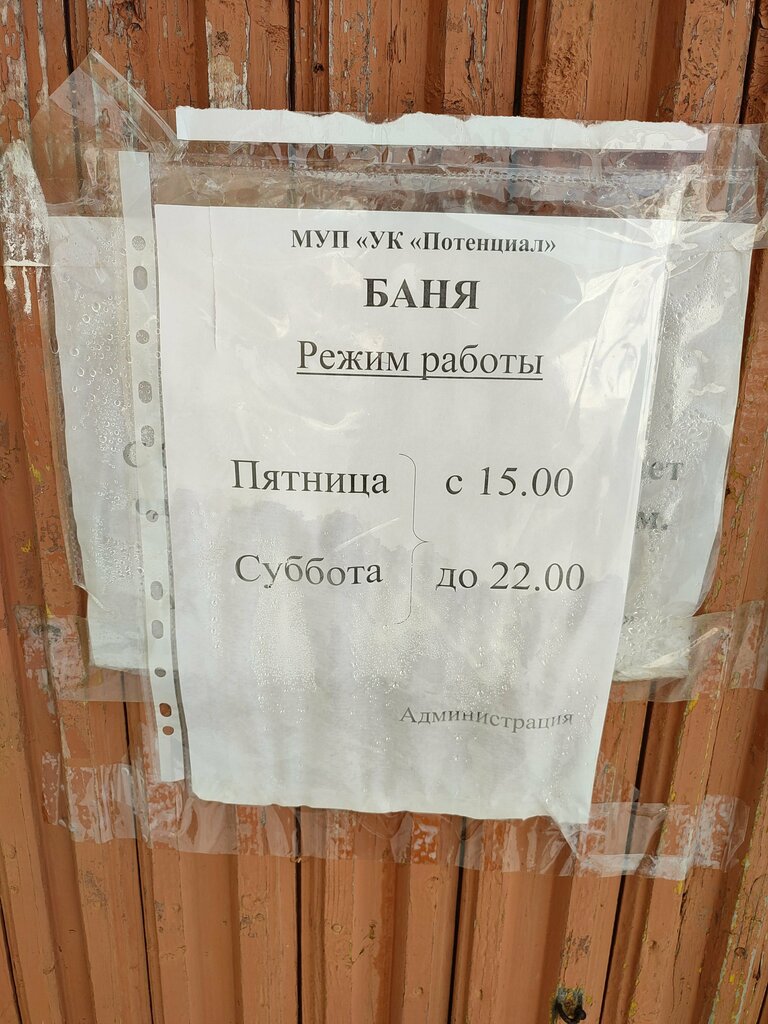 МУП «УК «Потенциал»
БАНЯ
Режим работы
Пятница с 15.00
Суббота до 22.00
Администрация